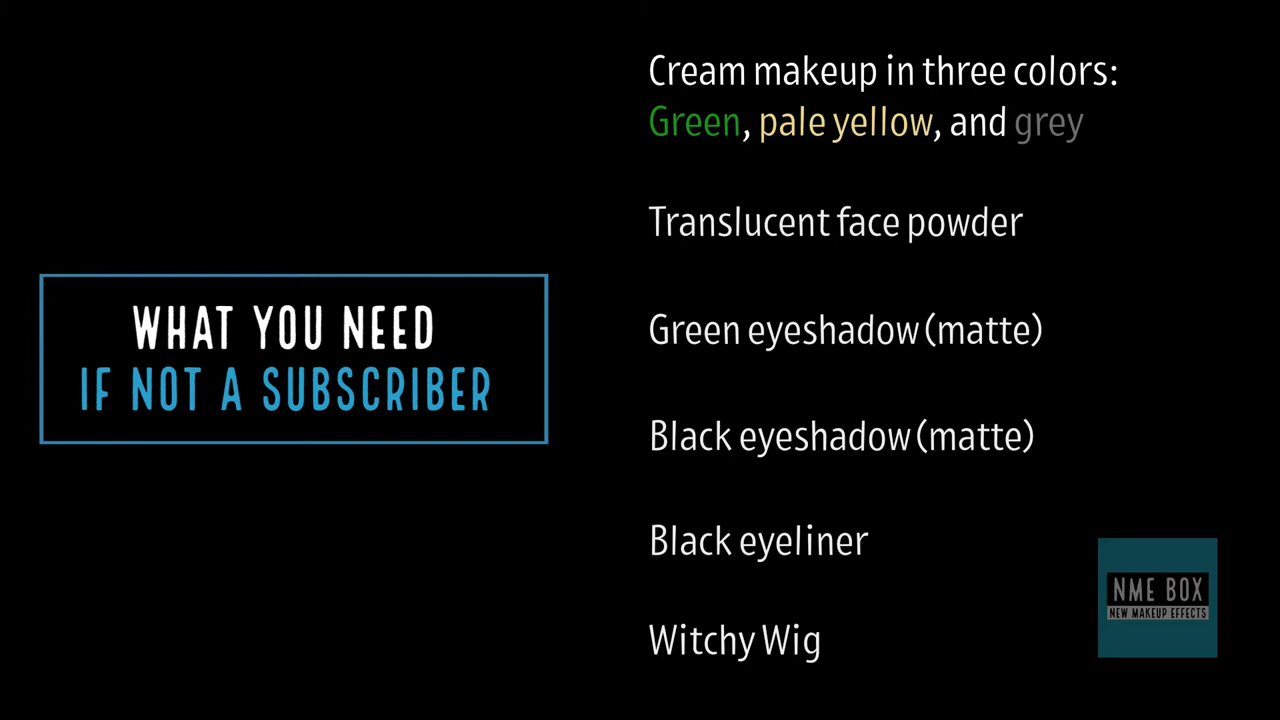 WHAT YOU NEED
IF NOT A SUBSCRIBER
Cream makeup in three colors:
Green, pale yellow, and grey
Translucent face powder
Green eyeshadow (matte)
Black eyeshadow (matte)
Black eyeliner
Witchy Wig
NME BOX
NEW MAKEUP EFFECTS